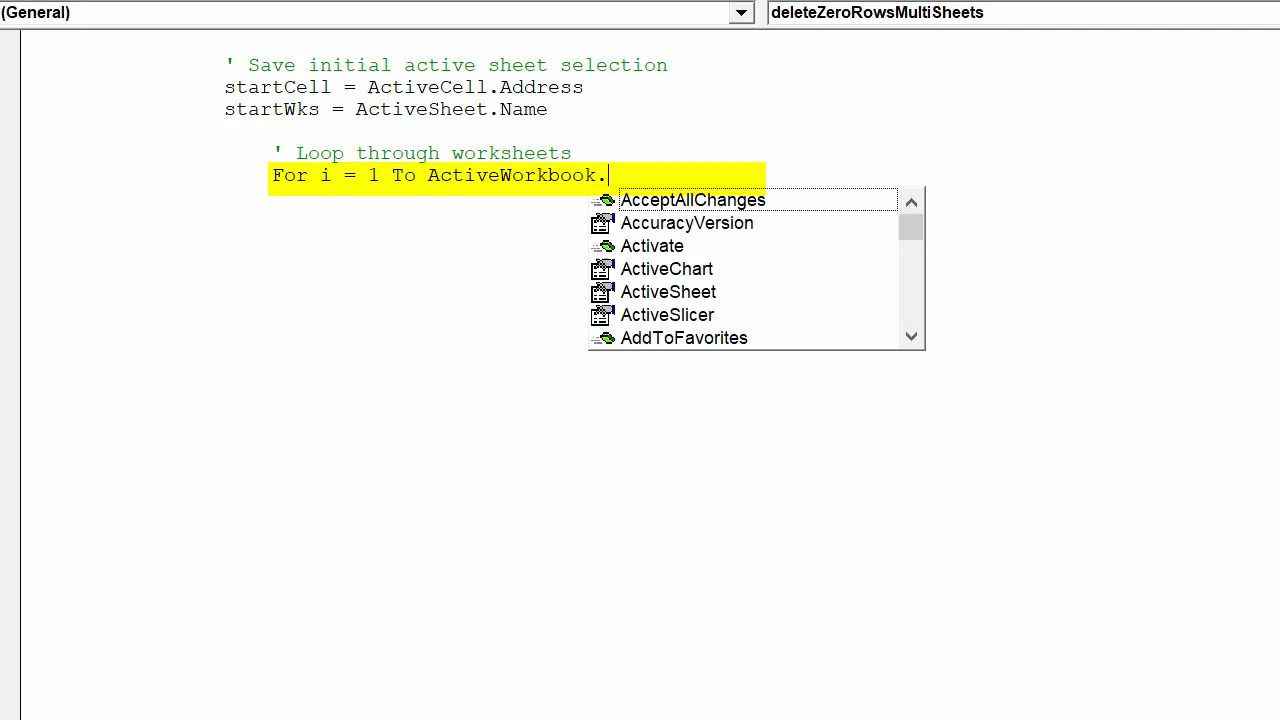 (General) deleteZeroRowsMultiSheets
' Save initial active sheet selection
startCell = ActiveCell.Address
startWks = ActiveSheet.Name
' Loop through worksheets
For i = 1 To ActiveWorkbook.
AcceptAllChanges
AccuracyVersion
Activate
ActiveChart
ActiveSheet
ActiveSlicer
AddToFavorites